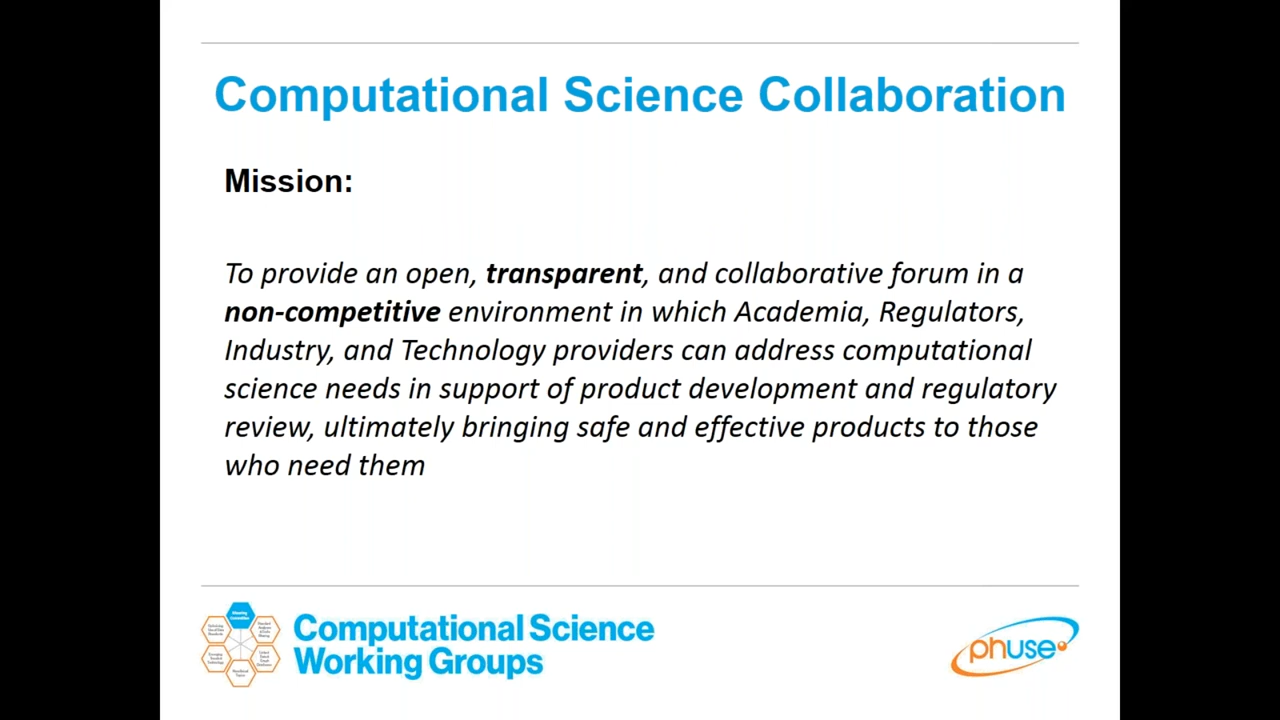 Computational Science Collaboration
Mission:
To provide an open, transparent, and collaborative forum in a
non-competitive environment in which Academia, Regulators,
Industry, and Technology providers can address computational
science needs in support of product development and regulatory
review, ultimately bringing safe and effective products to those
who need them
Computational Science
Working Groups
phuse